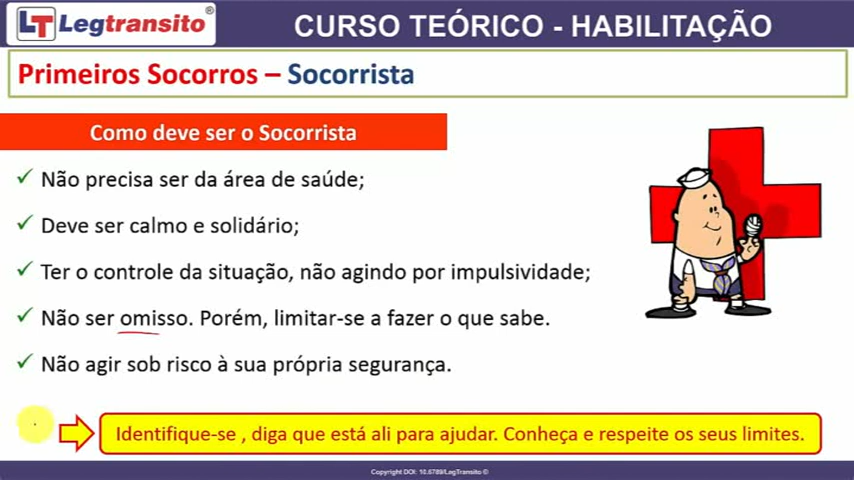 LT Legtransito®
CURSO TEÓRICO - HABILITAÇÃO
Primeiros Socorros – Socorrista
Como deve ser o Socorrista
✓ Não precisa ser da área de saúde;
✓ Deve ser calmo e solidário;
✓ Ter o controle da situação, não agindo por impulsividade;
✓ Não ser omisso. Porém, limitar-se a fazer o que sabe.
✓ Não agir sob risco à sua própria segurança.
Identifique-se , diga que está ali para ajudar. Conheça e respeite os seus limites.
Copyright DOI: 10.6789/LegTransito ©